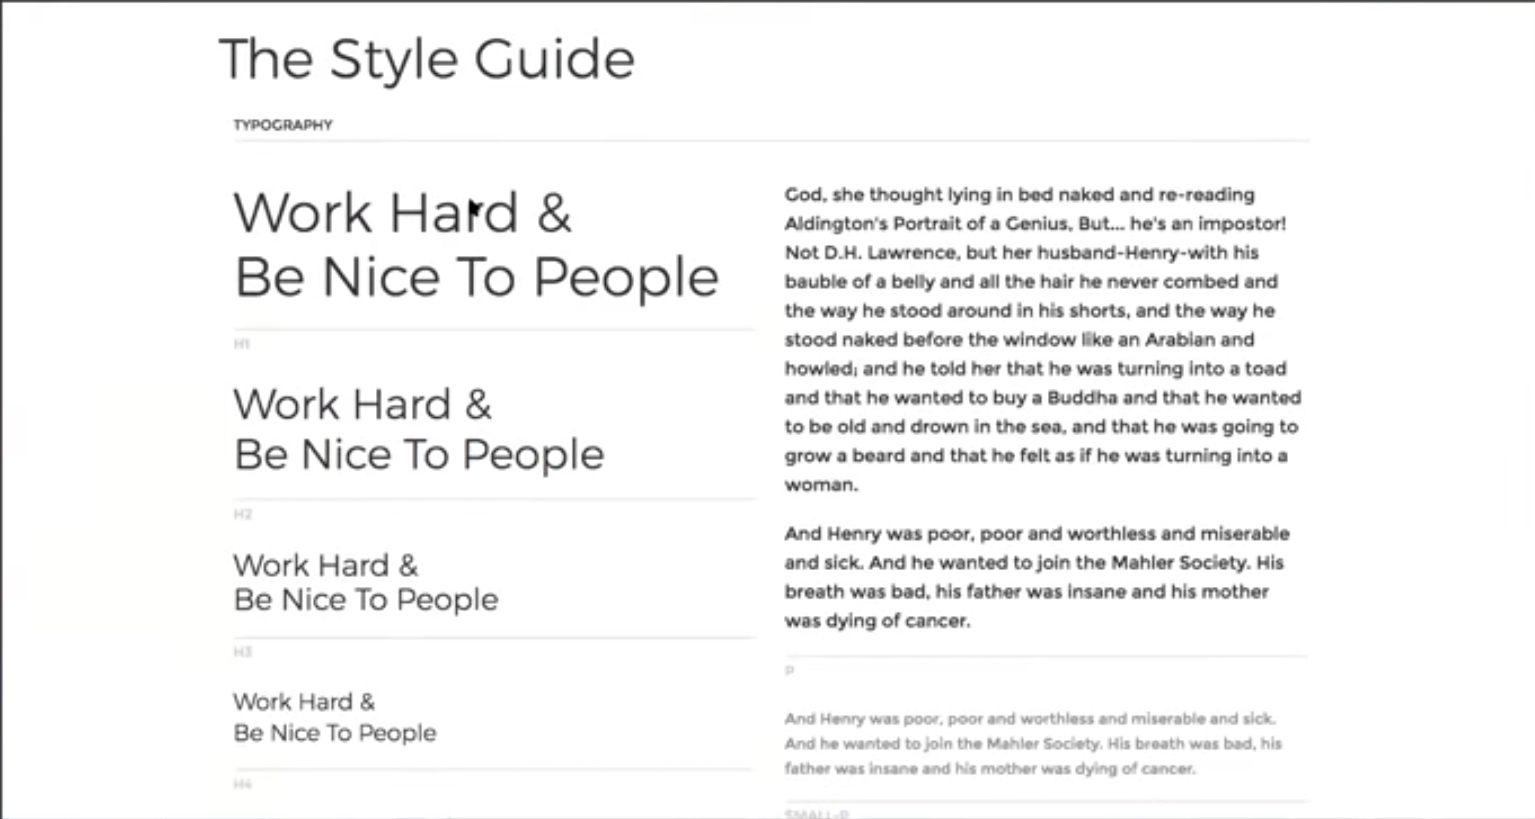 The Style Guide
TYPOGRAPHY
Work Hard &
Be Nice To People
H1
Work Hard &
Be Nice To People
H2
Work Hard &
Be Nice To People
H3
Work Hard &
Be Nice To People
H4
God, she thought lying in bed naked and re-reading
Aldington's Portrait of a Genius, But... he's an impostor!
Not D.H. Lawrence, but her husband-Henry-with his
bauble of a belly and all the hair he never combed and
the way he stood around in his shorts, and the way he
stood naked before the window like an Arabian and
howled; and he told her that he was turning into a toad
and that he wanted to buy a Buddha and that he wanted
to be old and drown in the sea, and that he was going to
grow a beard and that he felt as if he was turning into a
woman.
And Henry was poor, poor and worthless and miserable
and sick. And he wanted to join the Mahler Society. His
breath was bad, his father was insane and his mother
was dying of cancer.
P
And Henry was poor, poor and worthless and miserable and sick.
And he wanted to join the Mahler Society. His breath was bad, his
father was insane and his mother was dying of cancer.
SMALL-P